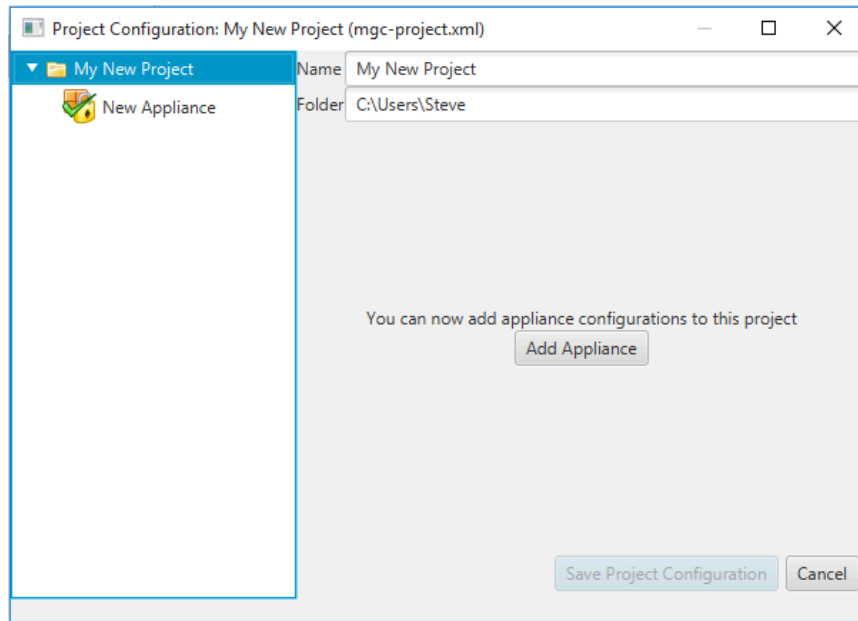 Project Configuration: My New Project (mgc-project.xml)
My New Project
New Appliance
Name My New Project
Folder C:\Users\Steve
You can now add appliance configurations to this project
Add Appliance
Save Project Configuration Cancel